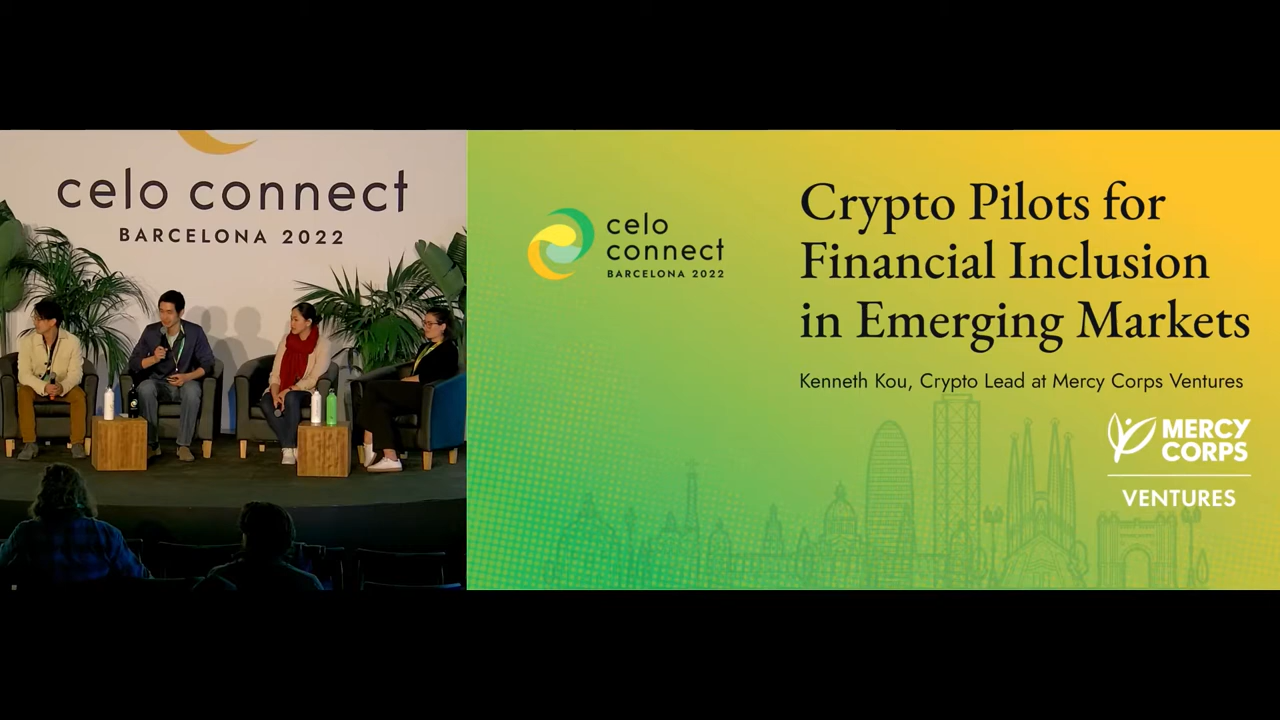 celo connect
BARCELONA 2022
celo
connect
BARCELONA 2022
Crypto Pilots for
Financial Inclusion
in Emerging Markets
Kenneth Kou, Crypto Lead at Mercy Corps Ventures
MERCY
CORPS
VENTURES